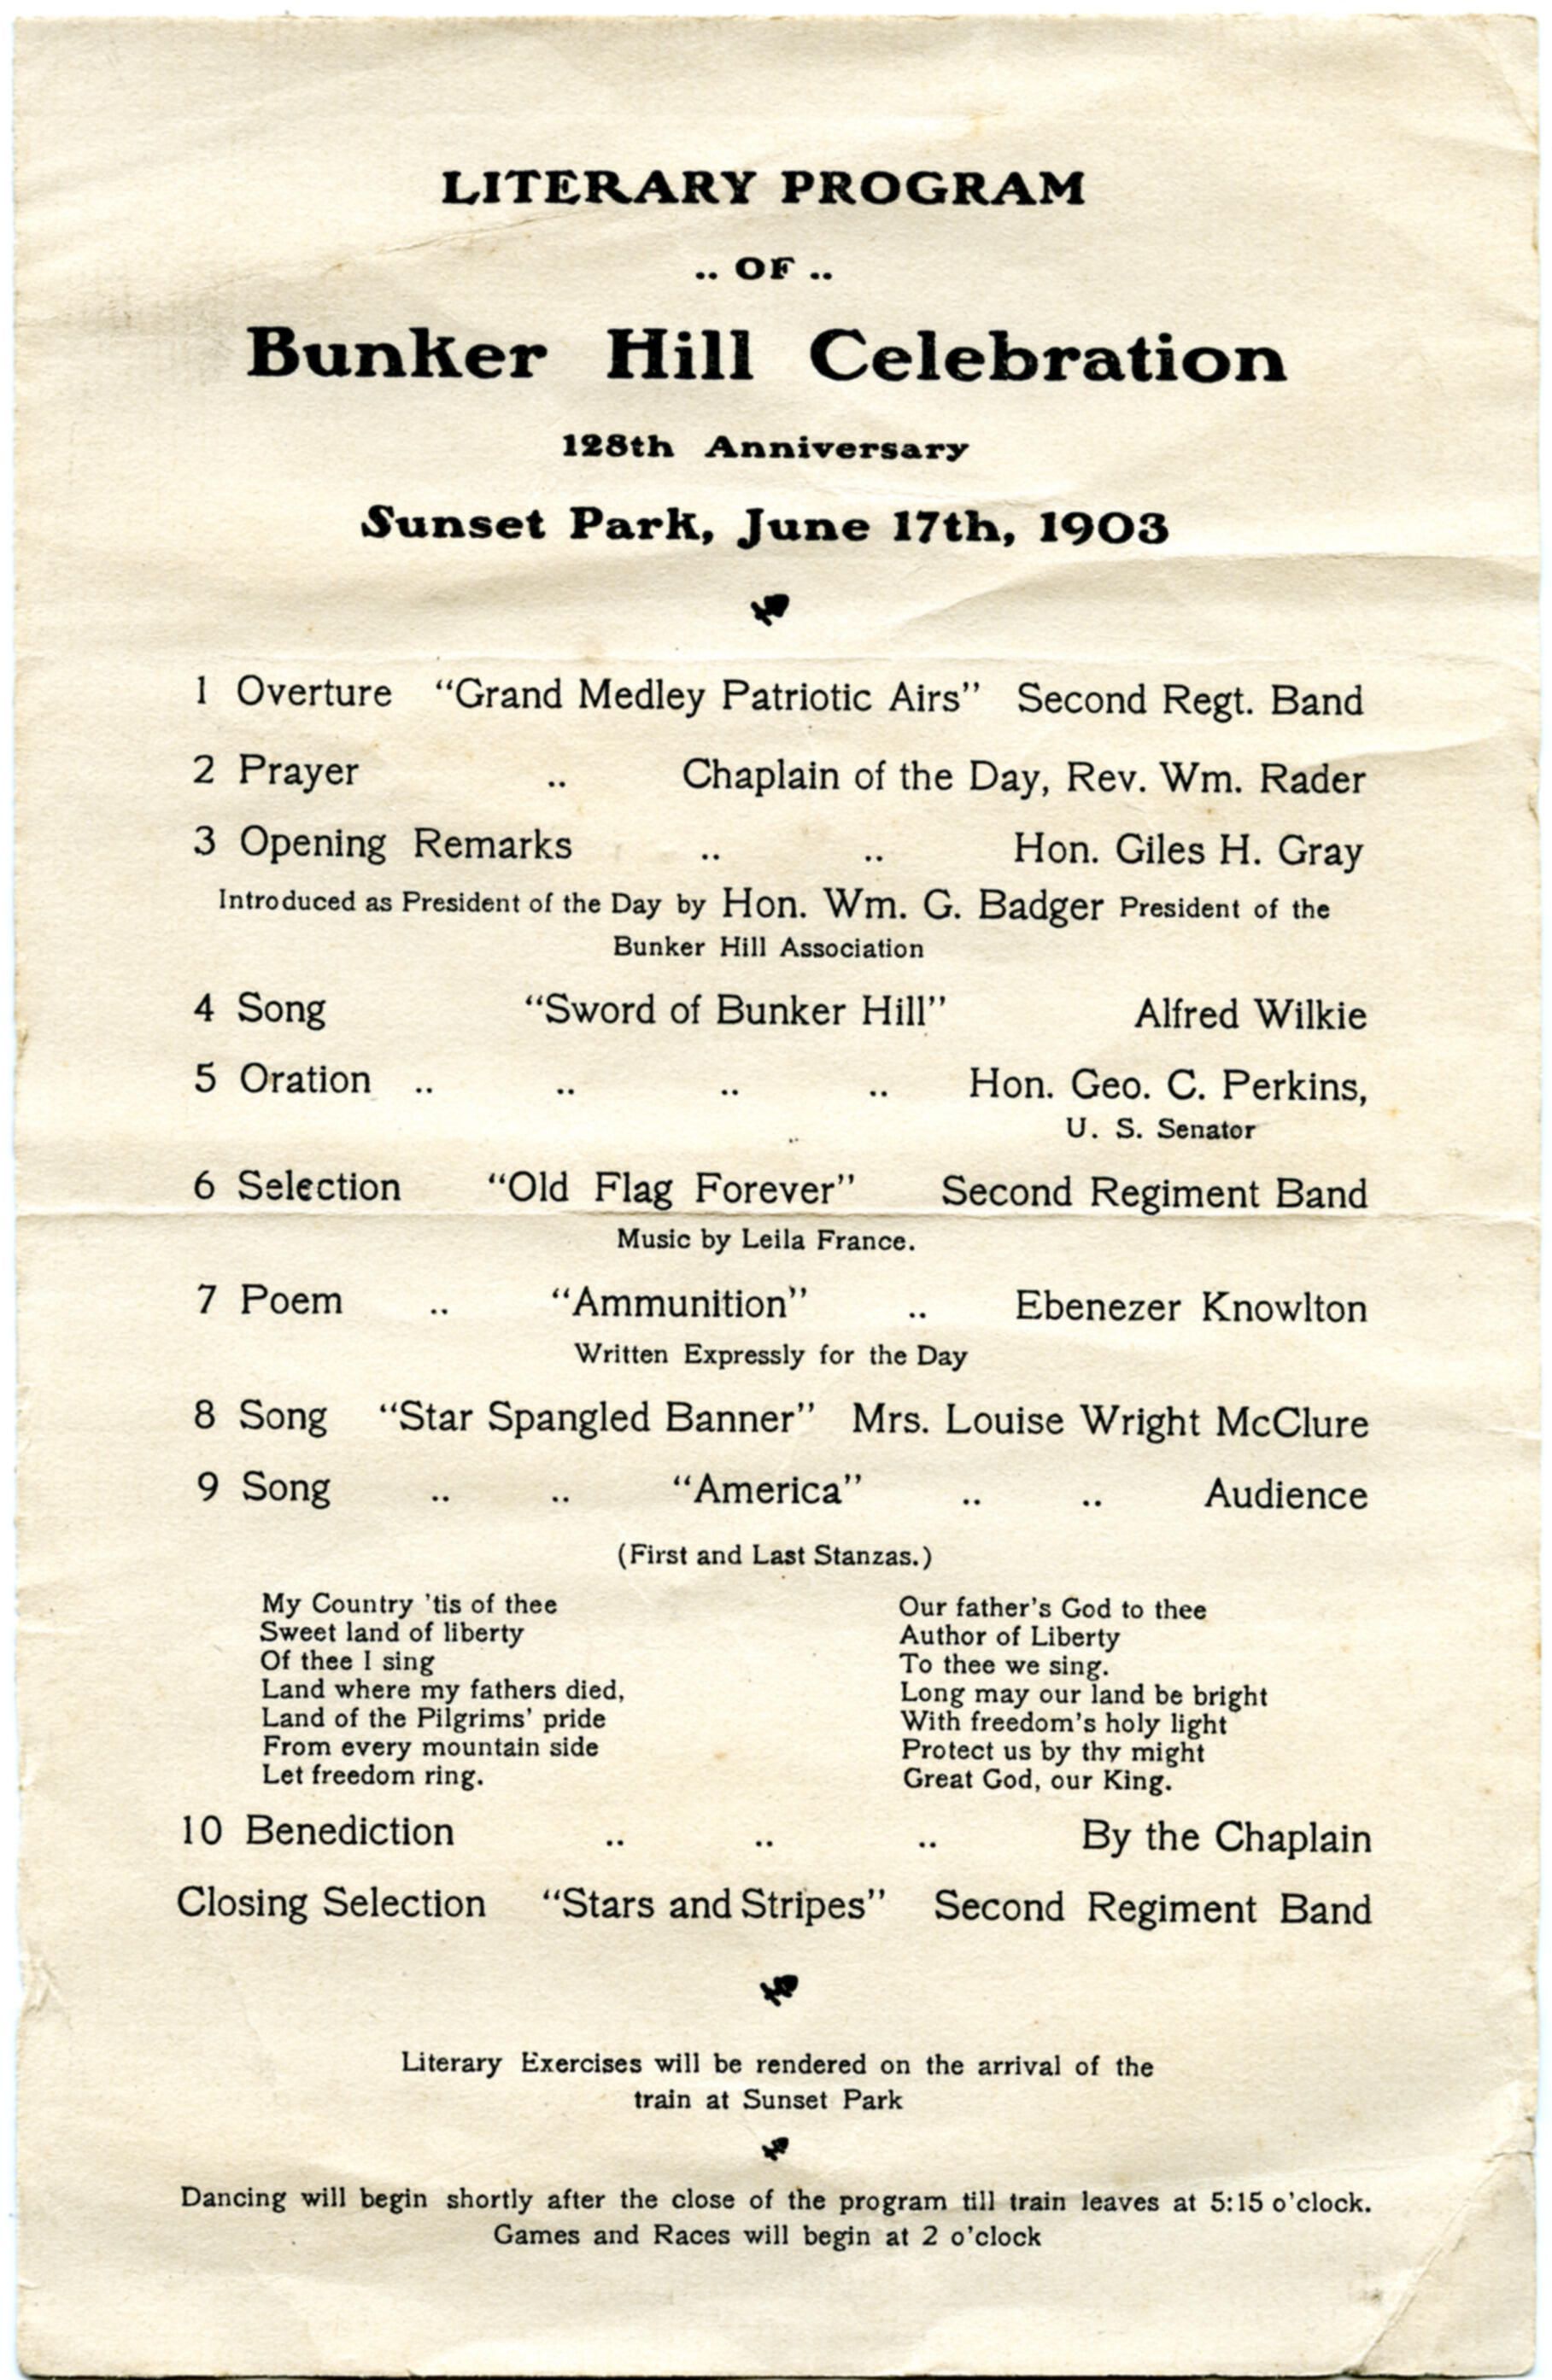 LITERARY PROGRAM
.. OF ..
Bunker Hill Celebration
128th Anniversary
Sunset Park, June 17th, 1903
1 Overture "Grand Medley Patriotic Airs" Second Regt. Band
2 Prayer .. Chaplain of the Day, Rev. Wm. Rader
3 Opening Remarks .. .. Hon. Giles H. Gray
Introduced as President of the Day by Hon. Wm. G. Badger President of the
Bunker Hill Association
4 Song "Sword of Bunker Hill" Alfred Wilkie
5 Oration .. .. .. .. Hon. Geo. C. Perkins,
U. S. Senator
6 Selection "Old Flag Forever" Second Regiment Band
Music by Leila France.
7 Poem .. "Ammunition" .. Ebenezer Knowlton
Written Expressly for the Day
8 Song "Star Spangled Banner" Mrs. Louise Wright McClure
9 Song .. .. "America" .. .. Audience
(First and Last Stanzas.)
My Country 'tis of thee
Sweet land of liberty
Of thee I sing
Land where my fathers died,
Land of the Pilgrims' pride
From every mountain side
Let freedom ring.
Our father's God to thee
Author of Liberty
To thee we sing.
Long may our land be bright
With freedom's holy light
Protect us by thy might
Great God, our King.
10 Benediction .. .. .. By the Chaplain
Closing Selection "Stars and Stripes" Second Regiment Band
Literary Exercises will be rendered on the arrival of the
train at Sunset Park
Dancing will begin shortly after the close of the program till train leaves at 5:15 o'clock.
Games and Races will begin at 2 o'clock